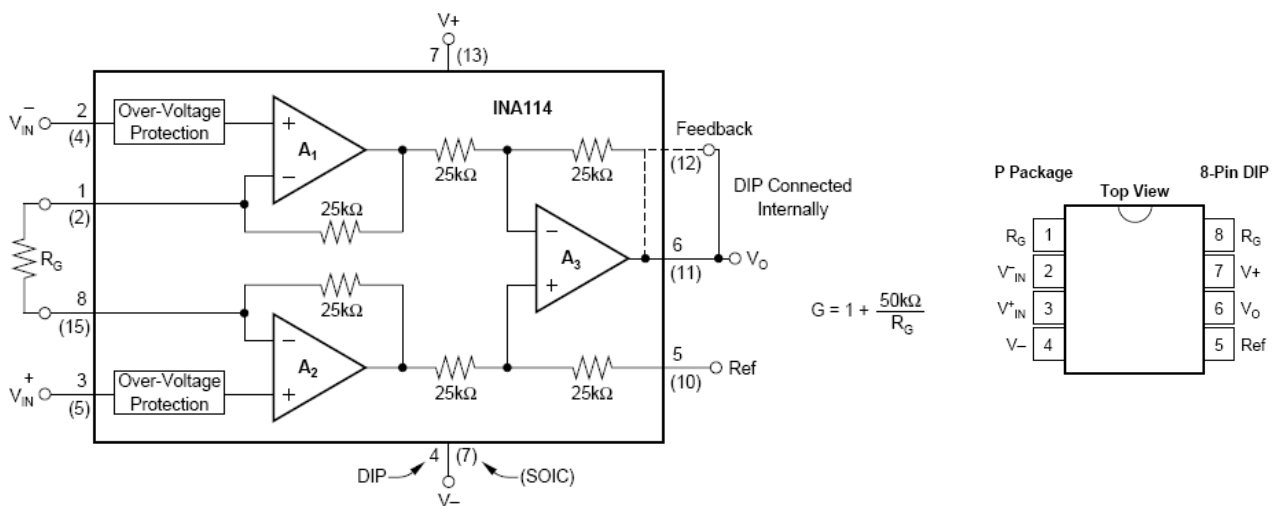 V+
7 (13)
INA114
V⁻IN
2
(4)
Over-Voltage
Protection
A1
+
–
25kΩ
25kΩ
Feedback
(12)
DIP Connected
Internally
1
(2)
25kΩ
RG
A3
–
+
6
(11)
VO
8
(15)
25kΩ
–
+
A2
25kΩ
25kΩ
5
(10)
Ref
V⁺IN
3
(5)
Over-Voltage
Protection
DIP
4 (7)
(SOIC)
V–
G = 1 + 50kΩ / RG
P Package
8-Pin DIP
Top View
RG 1
8 RG
V⁻IN 2
7 V+
V⁺IN 3
6 VO
V– 4
5 Ref